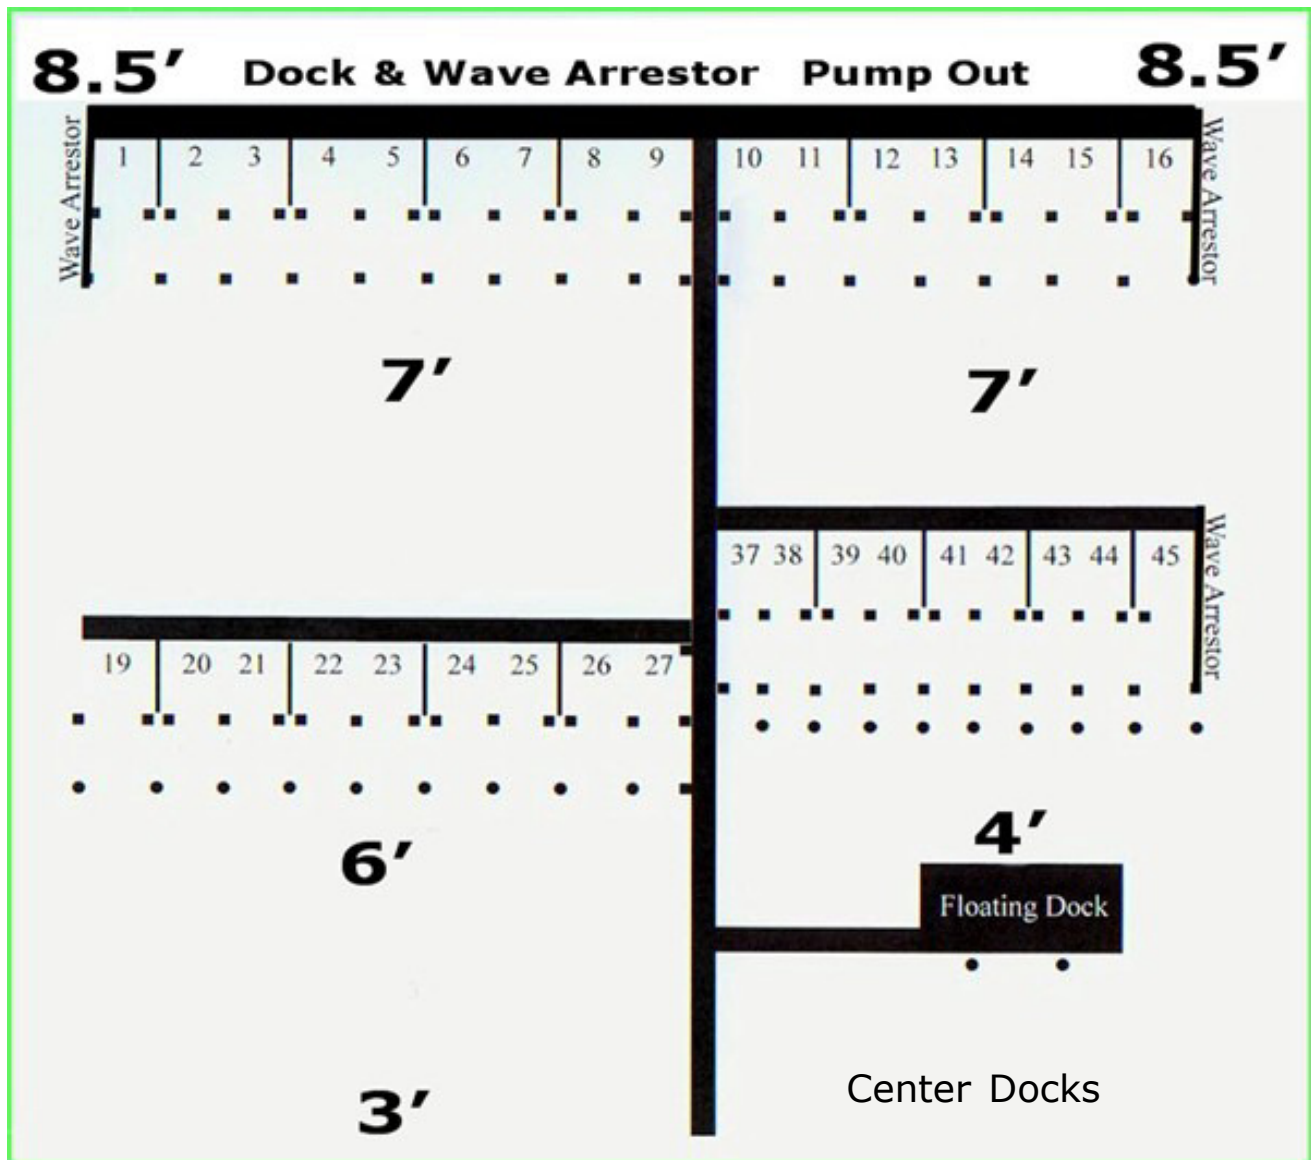 8.5' Dock & Wave Arrestor Pump Out 8.5'
Wave Arrestor
1 2 3 4 5 6 7 8 9 10 11 12 13 14 15 16
Wave Arrestor
7'
7'
37 38 39 40 41 42 43 44 45
Wave Arrestor
19 20 21 22 23 24 25 26 27
4'
6'
Floating Dock
Center Docks
3'